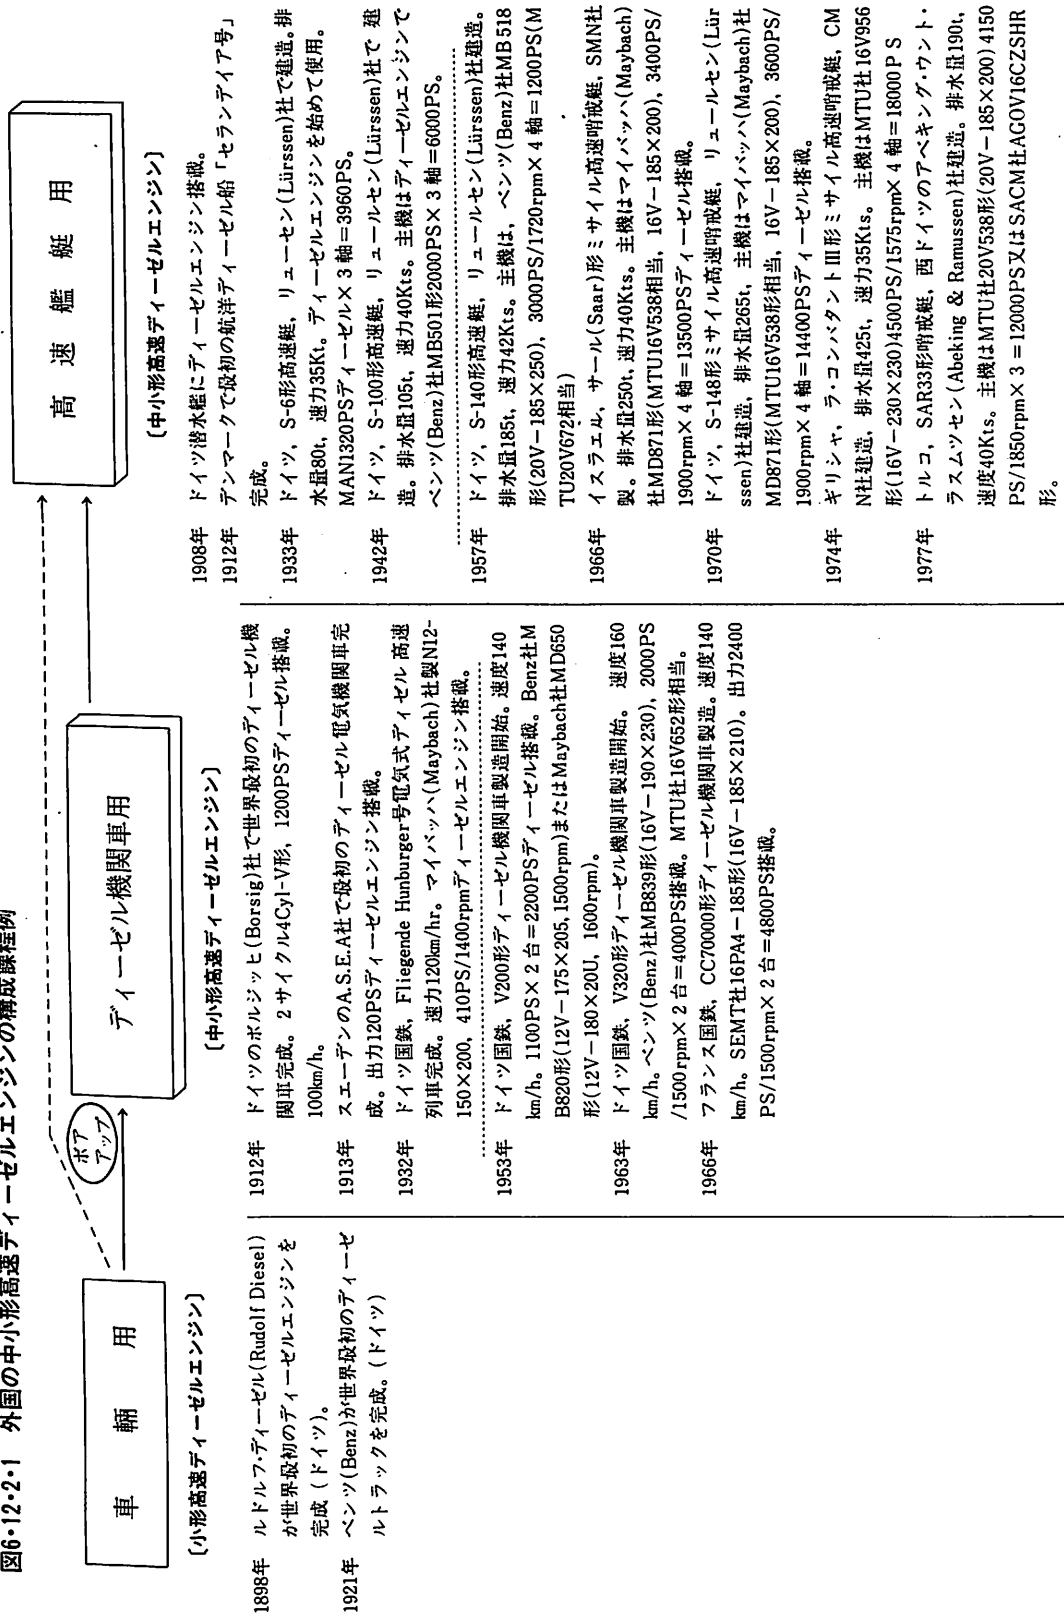 図6・12・2・1 外国の中小形高速ディーゼルエンジンの構成課程例
車輛用
ボア
アップ
ディーゼル機関車用
高速艦艇用
〔小形高速ディーゼルエンジン〕
1898年 ルドルフ・ディーゼル(Rudolf Diesel)
が世界最初のディーゼルエンジンを
完成(ドイツ)。
1921年 ベンツ(Benz)が世界最初のディーゼ
ルトラックを完成。(ドイツ)
〔中小形高速ディーゼルエンジン〕
1912年 ドイツのボルジッヒ(Borsig)社で世界最初のディーゼル機
関車完成。2サイクル4Cyl-V形, 1200PSディーゼル搭載。
100km/h。
1913年 スエーデンのA.S.E.A社で最初のディーゼル電気機関車完
成。出力120PSディーゼルエンジン搭載。
1932年 ドイツ国鉄, Fliegende Hunburger号電気式ディゼル高速
列車完成。速力120km/hr。マイバッハ(Maybach)社製N12-
150×200, 410PS/1400rpmディーゼルエンジン搭載。
1953年 ドイツ国鉄, V200形ディーゼル機関車製造開始。速度140
km/h。1100PS×2台=2200PSディーゼル搭載。Benz社M
B820形(12V-175×205,1500rpm)またはMaybach社MD650
形(12V-180×20U, 1600rpm)。
1963年 ドイツ国鉄, V320形ディーゼル機関車製造開始。速度160
km/h。ベンツ(Benz)社MB839形(16V-190×230), 2000PS
/1500rpm×2台=4000PS搭載。MTU社16V652形相当。
1966年 フランス国鉄, CC70000形ディーゼル機関車製造。速度140
km/h。SEMT社16PA4-185形(16V-185×210)。出力2400
PS/1500rpm×2台=4800PS搭載。
〔中小形高速ディーゼルエンジン〕
1908年 ドイツ潜水艦にディーゼルエンジン搭載。
1912年 デンマークで最初の航洋ディーゼル船「セランディア号」
完成。
1933年 ドイツ, S-6形高速艇, リューセン(Lürssen)社で建造。排
水量80t, 速力35Kt。ディーゼルエンジンを始めて使用。
MAN1320PSディーゼル×3軸=3960PS。
1942年 ドイツ, S-100形高速艇, リュールセン(Lürssen)社で建
造。排水量105t, 速力40Kts。主機はディーゼルエンジンで
ベンツ(Benz)社MB501形2000PS×3軸=6000PS。
1957年 ドイツ, S-140形高速艇, リュールセン(Lürssen)社建造。
排水量185t, 速力42Kts。主機は, ベンツ(Benz)社MB518
形(20V-185×250), 3000PS/1720rpm×4軸=1200PS(M
TU20V672相当)
1966年 イスラエル, サール(Saar)形ミサイル高速哨戒艇, SMN社
製。排水量250t, 速力40Kts。主機はマイバッハ(Maybach)
社MD871形(MTU16V538相当, 16V-185×200), 3400PS/
1900rpm×4軸=13500PSディーゼル搭載。
1970年 ドイツ, S-148形ミサイル高速哨戒艇, リュールセン(Lür
ssen)社建造, 排水量265t, 主機はマイバッハ(Maybach)社
MD871形(MTU16V538形相当, 16V-185×200), 3600PS/
1900rpm×4軸=14400PSディーゼル搭載。
1974年 ギリシャ, ラ・コンバタントⅢ形ミサイル高速哨戒艇, CM
N社建造, 排水量425t, 速力35Kts。主機はMTU社16V956
形(16V-230×230)4500PS/1575rpm×4軸=18000PS
1977年 トルコ, SAR33形哨戒艇, 西ドイツのアベキング・ウント・
ラスムツセン(Abeking & Ramussen)社建造。排水量190t,
速度40Kts。主機はMTU社20V538形(20V-185×200)4150
PS/1850rpm×3=12000PS又はSACM社AGOV16CZSHR
形。